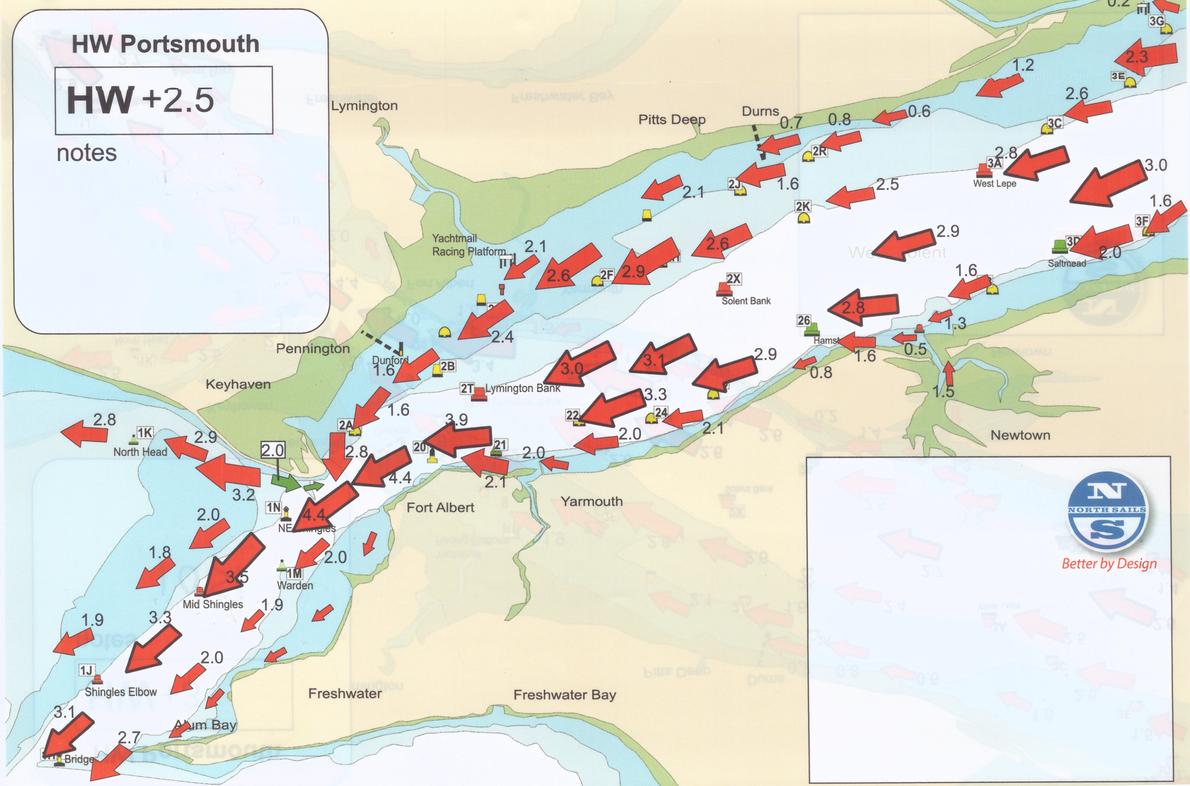 HW Portsmouth
HW +2.5
notes
0.2
3G
2.3
3E
1.2
2.6
3C
Lymington
Pitts Deep
Durns
0.7
0.8
0.6
2R
2.8
3A
West Lepe
3.0
2.1
2J
1.6
2.5
2K
1.6
3F
Yachtmail
Racing Platform
2.1
2.6
2F
2.9
2.6
2.9
2.0
Saltmead
2X
Solent Bank
1.6
2.4
2.8
26
1.3
Pennington
Dunford
1.6
2B
3.0
3.1
2.9
1.6
0.5
0.8
Keyhaven
2T
Lymington Bank
1.5
1.6
3.3
22
24
2.8
1K
North Head
2.9
2A
3.9
2.0
2.1
Newtown
2.0
2.8
20
21
2.0
3.2
4.4
2.1
Fort Albert
Yarmouth
1N
4.4
2.0
N
NORTH SAILS
S
Better by Design
1.8
2.0
1M
Warden
3.5
Mid Shingles
1.9
1.9
3.3
2.0
1J
Shingles Elbow
Freshwater
Freshwater Bay
3.1
Alum Bay
2.7
Bridge